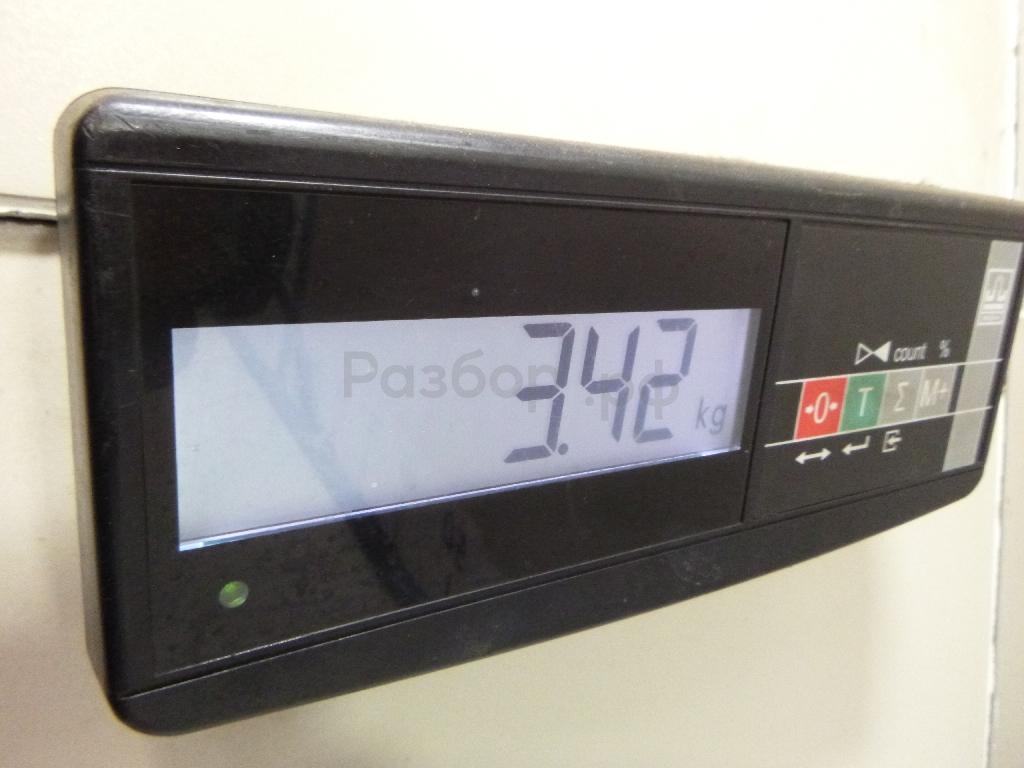 Разбор.рф
3.42 kg
count %
→0← T Σ M+